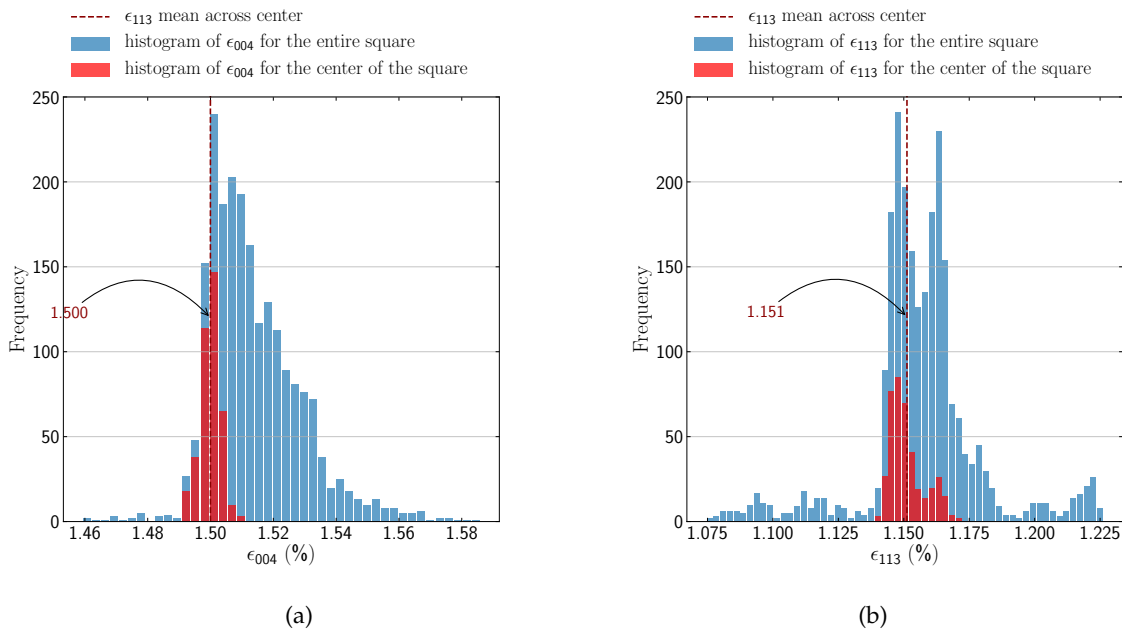 ϵ113 mean across center
histogram of ϵ004 for the entire square
histogram of ϵ004 for the center of the square
250
200
150
100
50
0
Frequency
1.500
1.46
1.48
1.50
1.52
1.54
1.56
1.58
ϵ004 (%)
(a)
ϵ113 mean across center
histogram of ϵ113 for the entire square
histogram of ϵ113 for the center of the square
250
200
150
100
50
0
Frequency
1.151
1.075
1.100
1.125
1.150
1.175
1.200
1.225
ϵ113 (%)
(b)